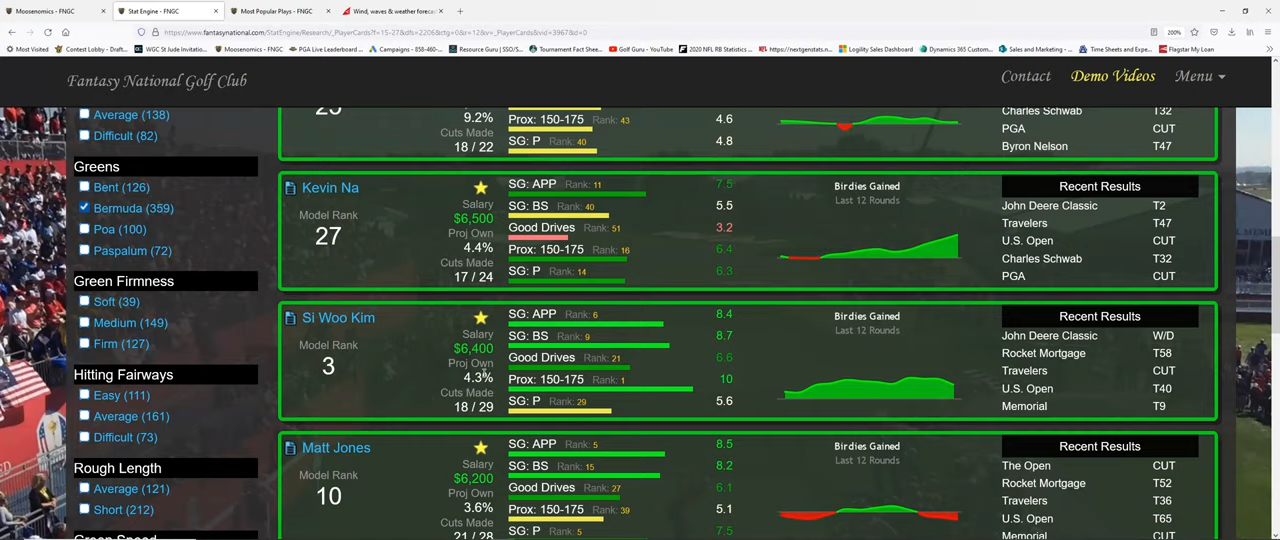 Moosenomics - FNGC
Stat Engine - FNGC
Most Popular Plays - FNGC
Wind, waves & weather forecas
https://www.fantasynational.com/StatEngine/Research/_PlayerCards?f=15-27&dfs=2206&ctg=0&r=12&v=_PlayerCards&vid=3967&d=0
200%
Most Visited
Contest Lobby - Draft...
WGC St Jude Invitatio...
Moosenomics - FNGC
PGA Live Leaderboard ...
Campaigns - 858-460-...
Resource Guru | SSO/S...
Tournament Fact Shee...
Golf Guru - YouTube
2020 NFL RB Statistics ...
https://nextgenstats.n...
Logility Sales Dashboard
Dynamics 365 Custom...
Sales and Marketing - ...
Time Sheets and Expe...
Flagstar My Loan
Fantasy National Golf Club
Contact
Demo Videos
Menu
Average (138)
Difficult (82)
Greens
Bent (126)
Bermuda (359)
Poa (100)
Paspalum (72)
Green Firmness
Soft (39)
Medium (149)
Firm (127)
Hitting Fairways
Easy (111)
Average (161)
Difficult (73)
Rough Length
Average (121)
Short (212)
Green Speed
9.2%
Cuts Made
18 / 22
Prox: 150-175 Rank: 43 4.6
SG: P Rank: 40 4.8
Charles Schwab T32
PGA CUT
Byron Nelson T47
Kevin Na
Model Rank
27
Salary
$6,500
Proj Own
4.4%
Cuts Made
17 / 24
SG: APP Rank: 11 7.5
SG: BS Rank: 40 5.5
Good Drives Rank: 51 3.2
Prox: 150-175 Rank: 16 6.4
SG: P Rank: 14 6.3
Birdies Gained
Last 12 Rounds
Recent Results
John Deere Classic T2
Travelers T47
U.S. Open CUT
Charles Schwab T32
PGA CUT
Si Woo Kim
Model Rank
3
Salary
$6,400
Proj Own
4.3%
Cuts Made
18 / 29
SG: APP Rank: 6 8.4
SG: BS Rank: 9 8.7
Good Drives Rank: 21 6.6
Prox: 150-175 Rank: 1 10
SG: P Rank: 29 5.6
Birdies Gained
Last 12 Rounds
Recent Results
John Deere Classic W/D
Rocket Mortgage T58
Travelers CUT
U.S. Open T40
Memorial T9
Matt Jones
Model Rank
10
Salary
$6,200
Proj Own
3.6%
Cuts Made
21 / 28
SG: APP Rank: 5 8.5
SG: BS Rank: 15 8.2
Good Drives Rank: 27 6.1
Prox: 150-175 Rank: 39 5.1
SG: P Rank: 5 7.5
Birdies Gained
Last 12 Rounds
Recent Results
The Open CUT
Rocket Mortgage T52
Travelers T36
U.S. Open T65
Memorial CUT